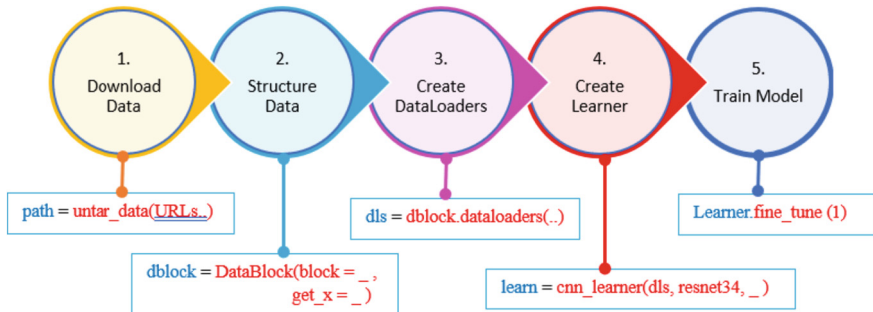 1.
Download
Data
2.
Structure
Data
3.
Create
DataLoaders
4.
Create
Learner
5.
Train Model
path = untar_data(URLs..)
dblock = DataBlock(block = _ ,
get_x = _ )
dls = dblock.dataloaders(..)
learn = cnn_learner(dls, resnet34, _ )
Learner.fine_tune (1)